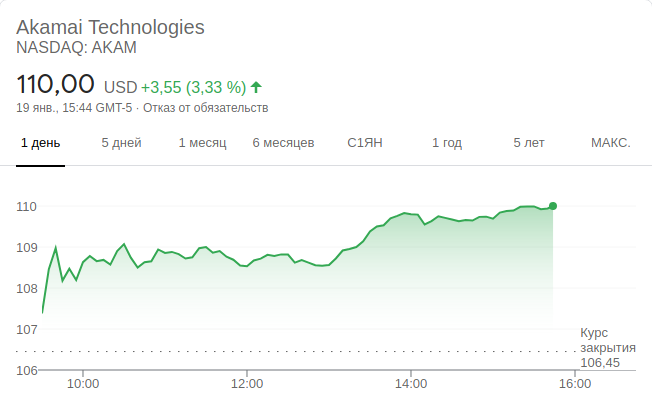 Akamai Technologies
NASDAQ: AKAM
110,00 USD +3,55 (3,33 %)
19 янв., 15:44 GMT-5 · Отказ от обязательств
1 день 5 дней 1 месяц 6 месяцев С1ЯН 1 год 5 лет МАКС.
110
109
108
107
Курс
закрытия
106,45
106
10:00 12:00 14:00 16:00